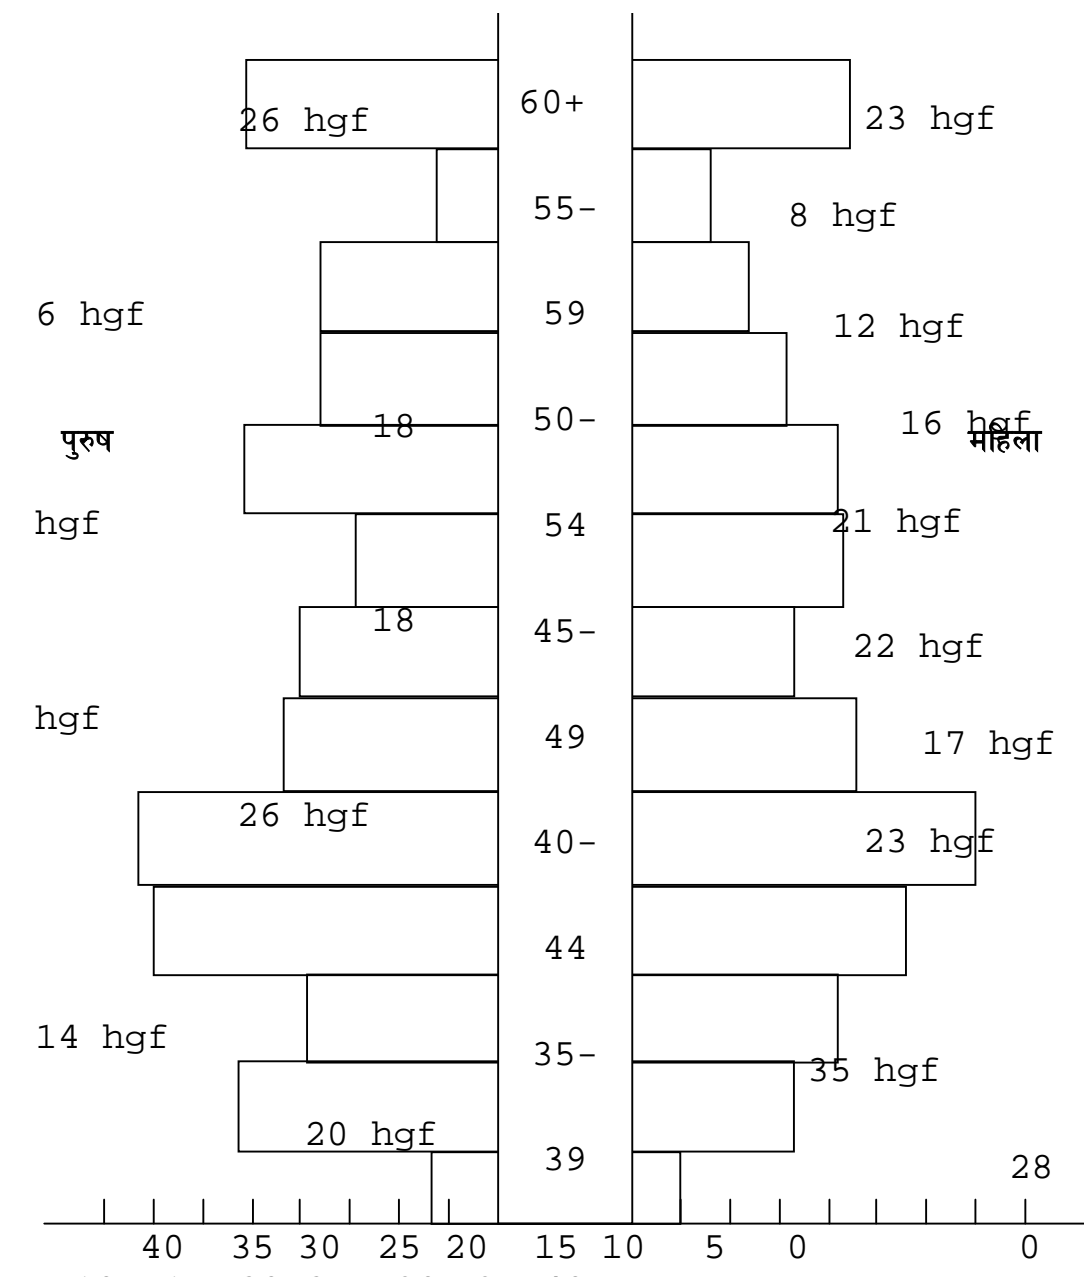 26 hgf 60+ 23 hgf
55- 8 hgf
6 hgf 59 12 hgf
18 50- 16 hgf
पुरुष महिला
hgf 54 21 hgf
18 45- 22 hgf
hgf 49 17 hgf
26 hgf 40- 23 hgf
44
14 hgf 35- 35 hgf
20 hgf 39 28
40 35 30 25 20 15 10 5 0 0